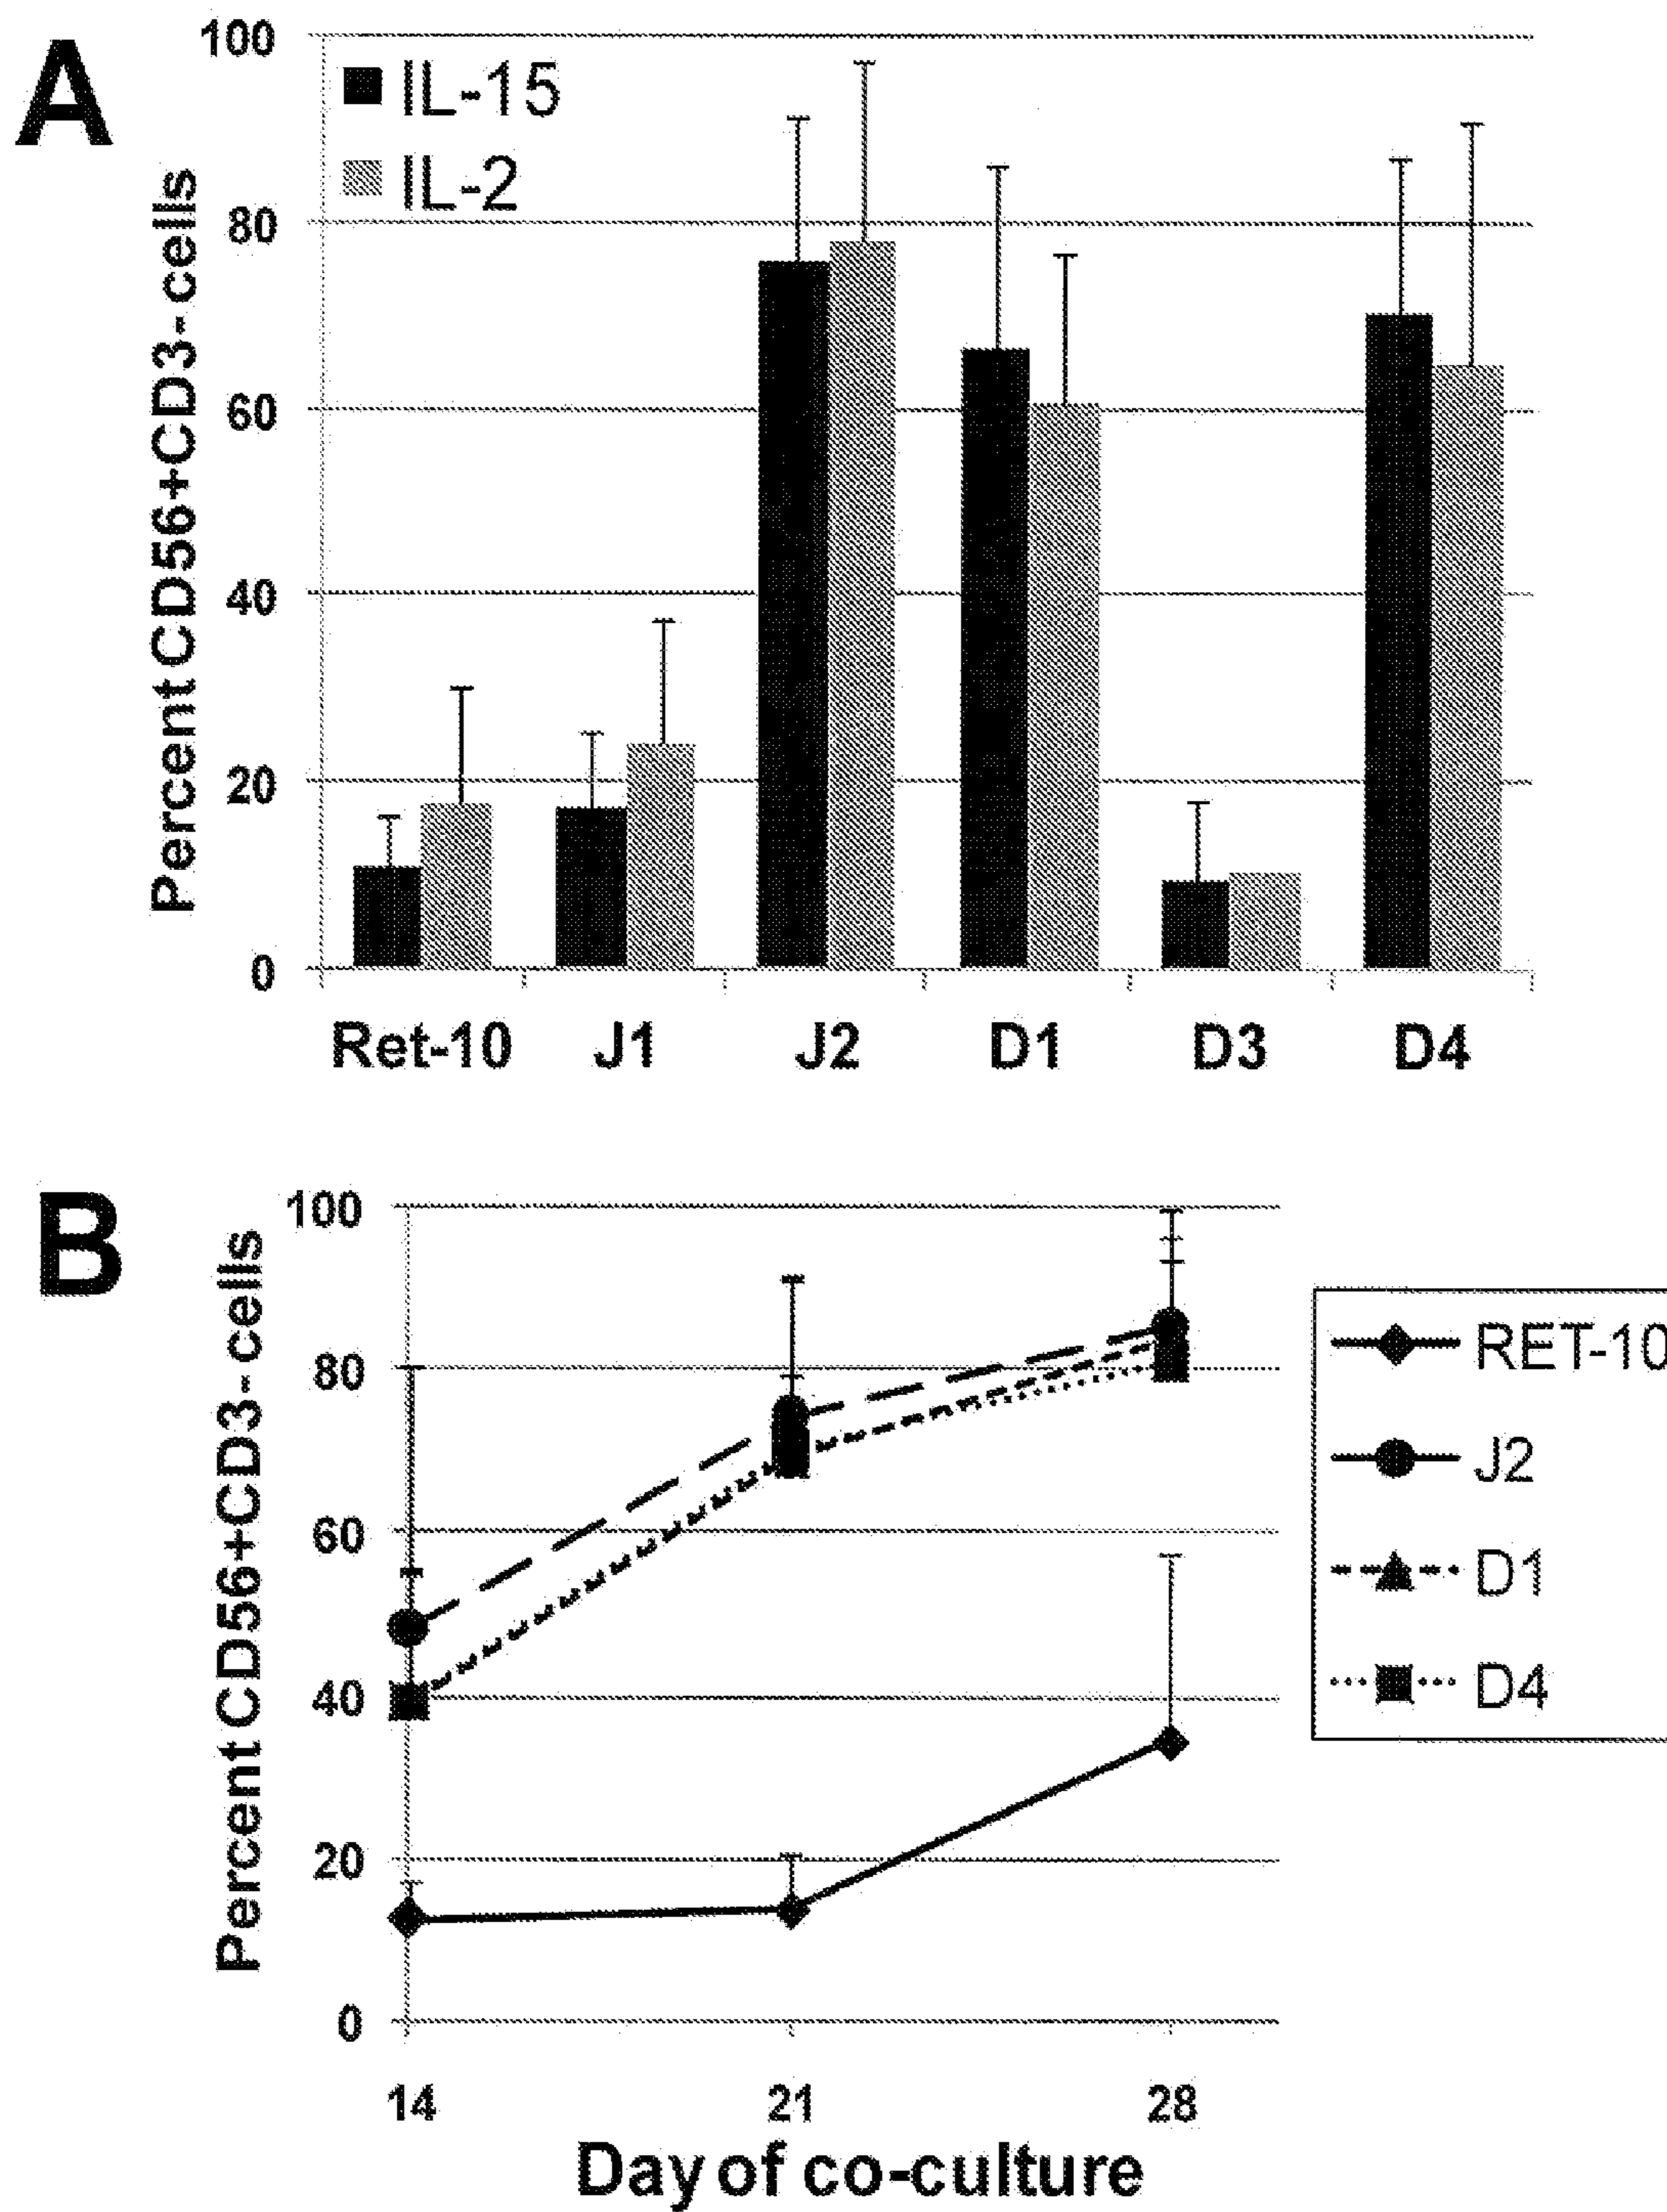 A
100
80
60
40
20
0
Percent CD56+CD3- cells
IL-15
IL-2
Ret-10 J1 J2 D1 D3 D4
B
100
80
60
40
20
0
Percent CD56+CD3- cells
14 21 28
Day of co-culture
RET-10
J2
D1
D4